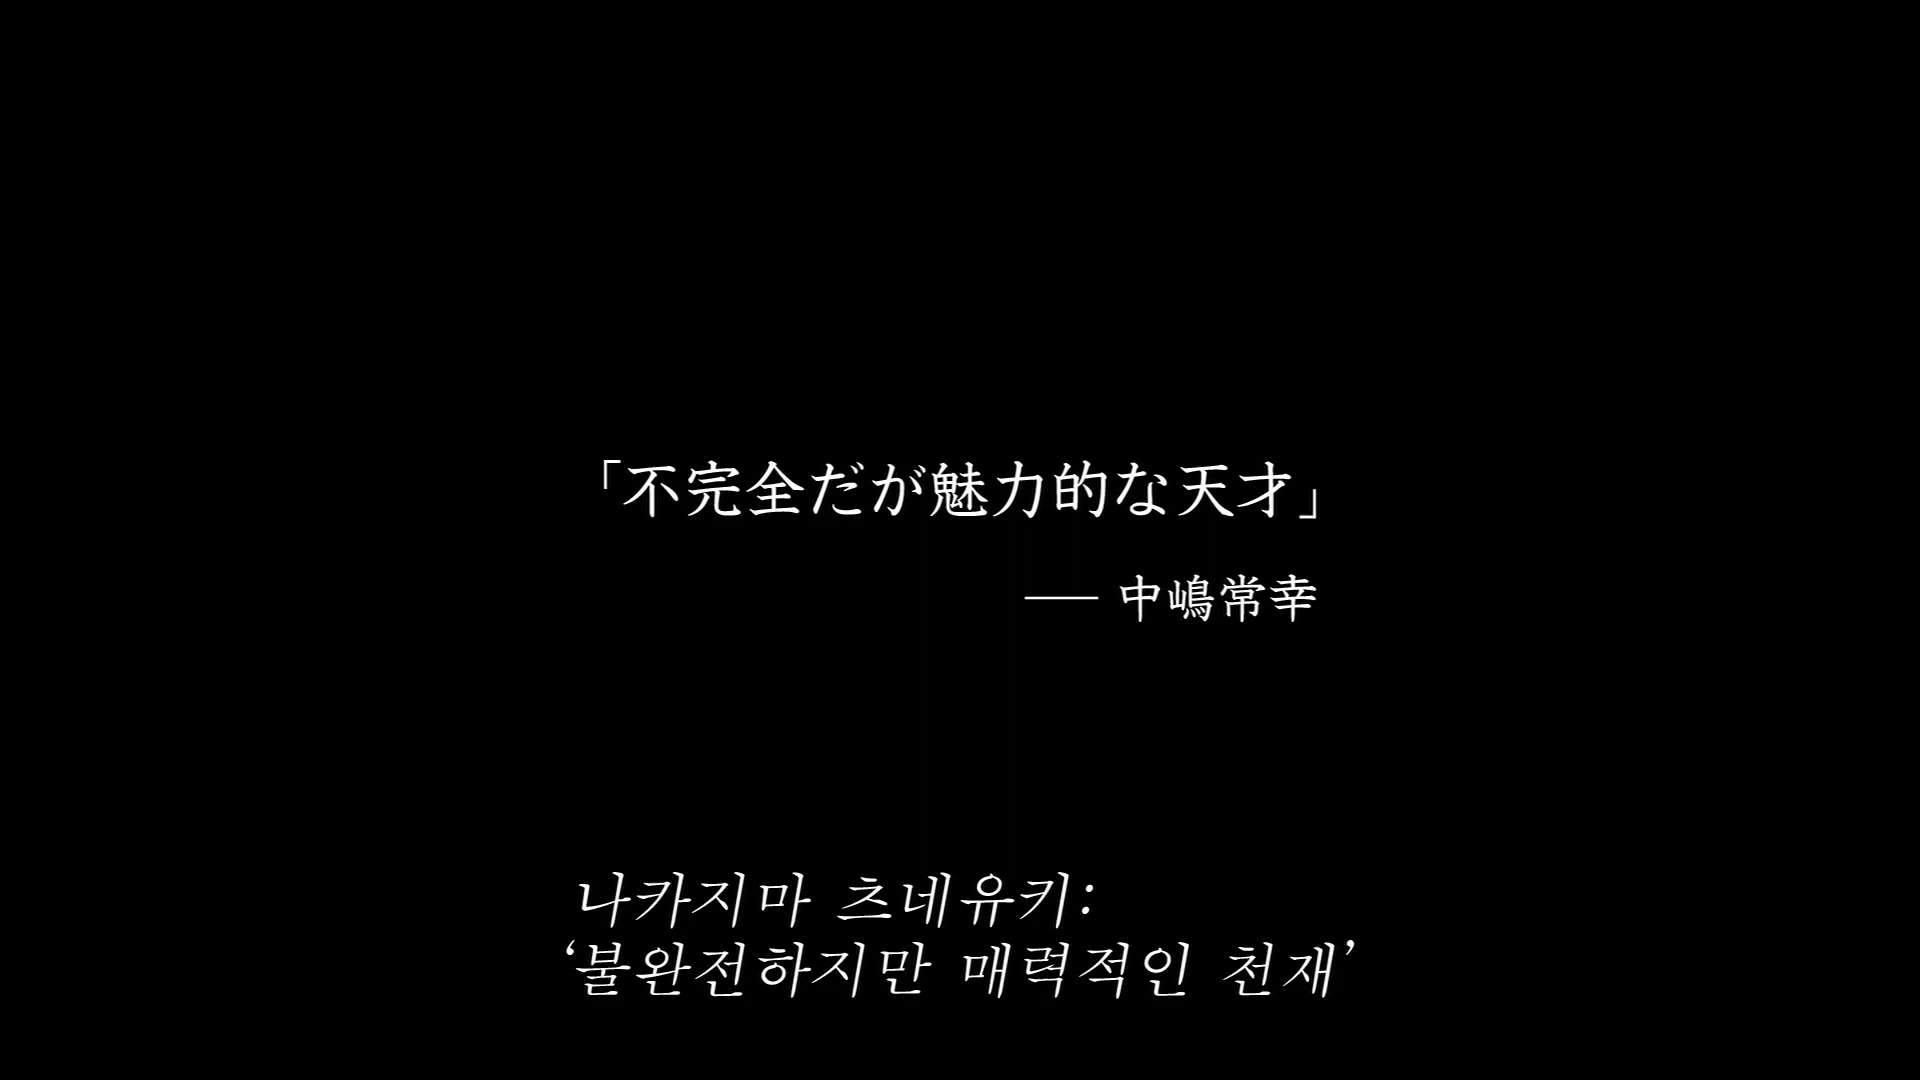 「不完全だが魅力的な天才」
── 中嶋常幸
나카지마 츠네유키:
‘불완전하지만 매력적인 천재’